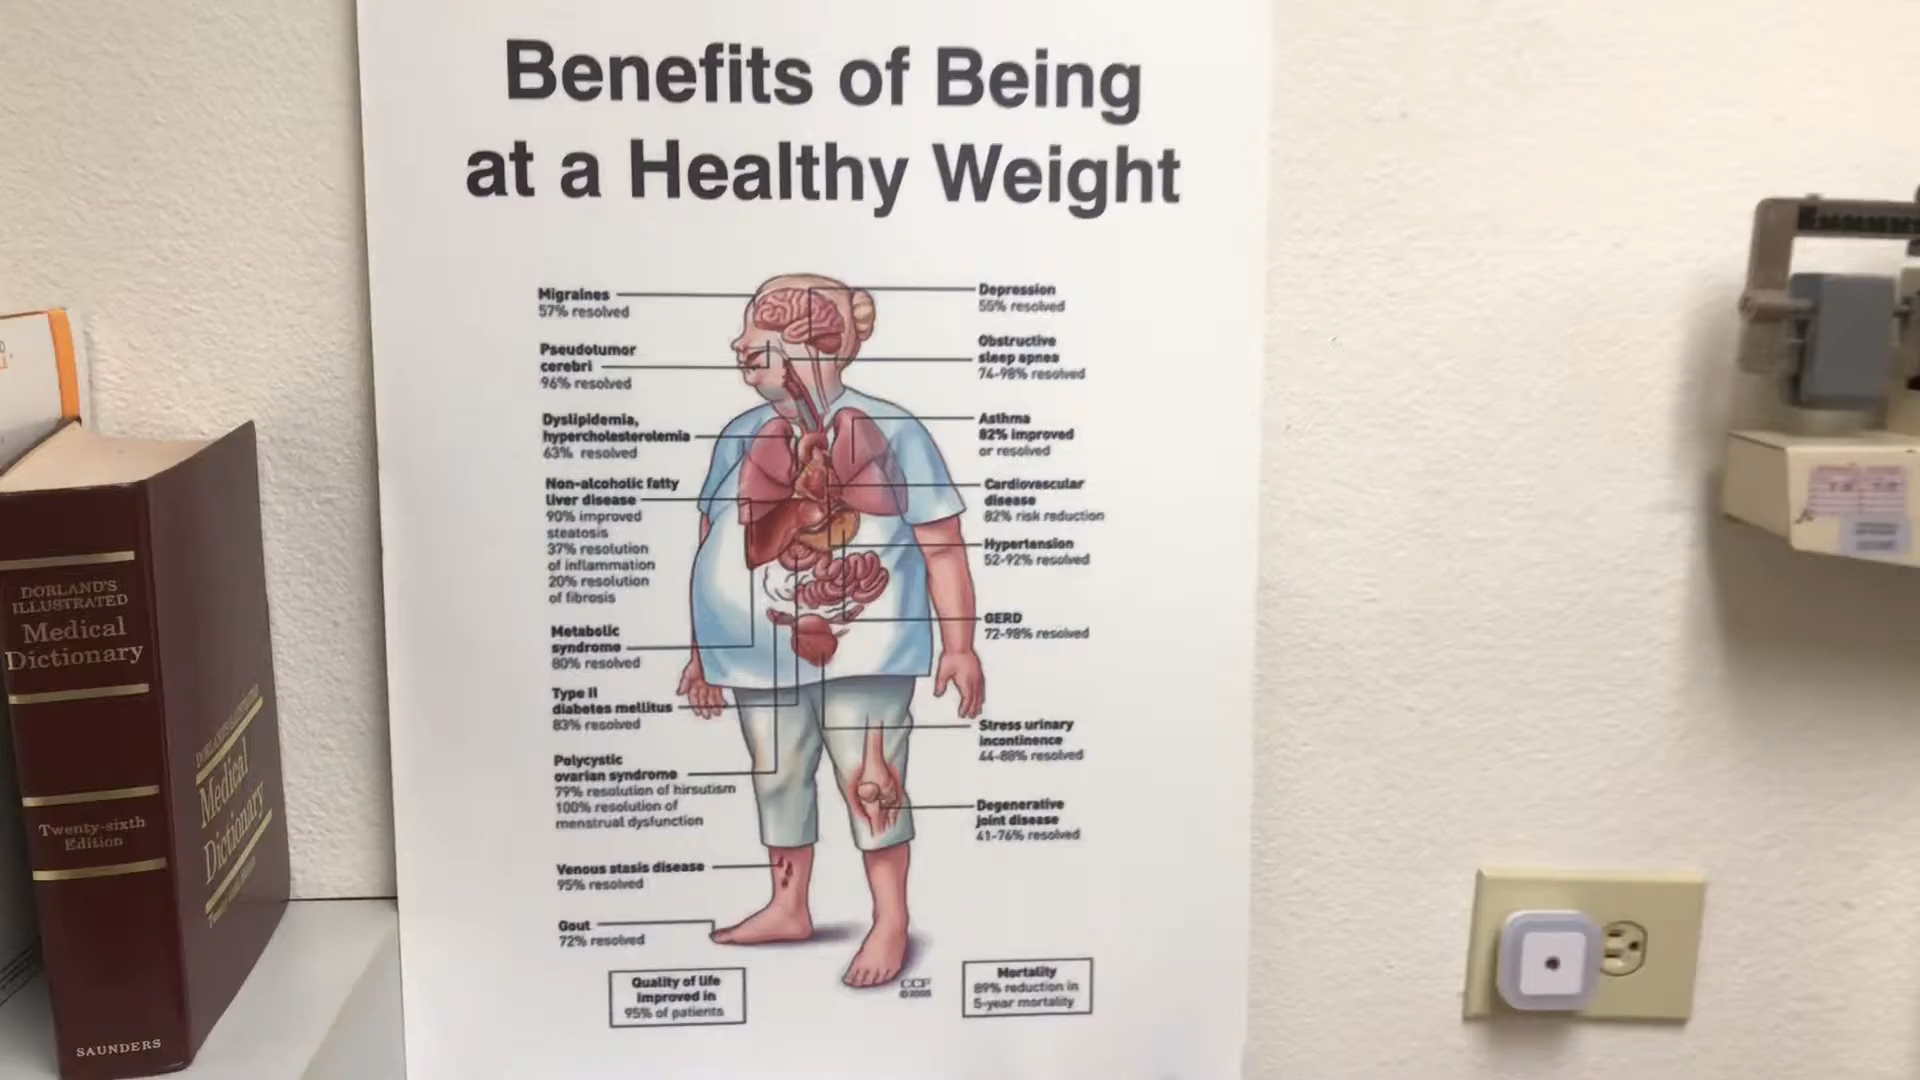 Benefits of Being
at a Healthy Weight
Migraines
57% resolved
Pseudotumor
cerebri
96% resolved
Dyslipidemia,
hypercholesterolemia
63% resolved
Non-alcoholic fatty
liver disease
90% improved
steatosis
37% resolution
of inflammation
20% resolution
of fibrosis
Metabolic
syndrome
80% resolved
Type II
diabetes mellitus
83% resolved
Polycystic
ovarian syndrome
79% resolution of hirsutism
100% resolution of
menstrual dysfunction
Venous stasis disease
95% resolved
Gout
72% resolved
Quality of life
improved in
95% of patients
Depression
55% resolved
Obstructive
sleep apnea
74-98% resolved
Asthma
82% improved
or resolved
Cardiovascular
disease
82% risk reduction
Hypertension
52-92% resolved
GERD
72-98% resolved
Stress urinary
incontinence
44-88% resolved
Degenerative
joint disease
41-76% resolved
CCF
©2005
Mortality
89% reduction in
5-year mortality
DORLAND'S
ILLUSTRATED
Medical
Dictionary
Twenty-sixth
Edition
SAUNDERS
DORLAND'S ILLUSTRATED
Medical
Dictionary